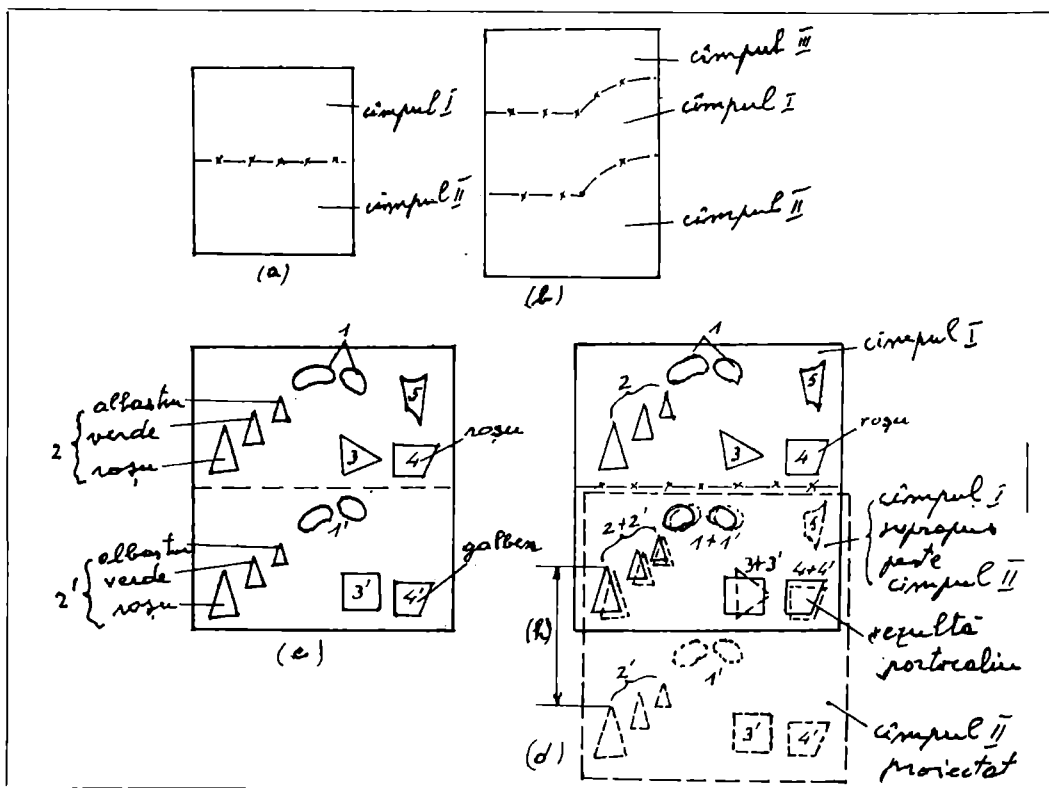 cîmpul III
cîmpul I
cîmpul I
cîmpul II
cîmpul II
(a)
(b)
1
5
albastru
2 verde
roșu
3
4
roșu
1'
albastru
2' verde
roșu
3'
4'
galben
(c)
1
cîmpul I
2
5
3
4
roșu
2+2'
1+1'
5
cîmpul I
suprapus
peste
cîmpul II
3+3'
4+4'
(h)
rezultă
portocaliu
2'
1'
3'
4'
(d)
cîmpul II
proiectat